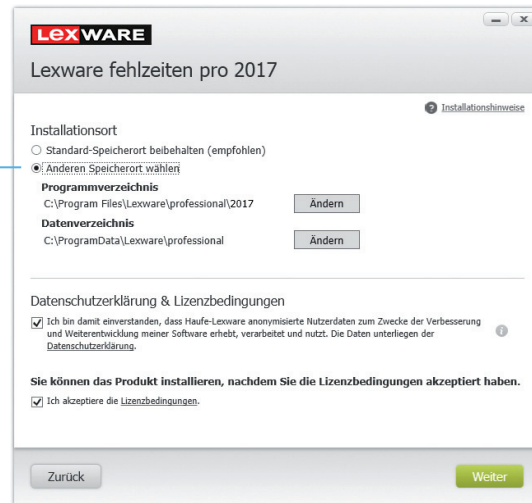 LEXWARE
Lexware fehlzeiten pro 2017
? Installationshinweise
Installationsort
Standard-Speicherort beibehalten (empfohlen)
Anderen Speicherort wählen
Programmverzeichnis
C:\Program Files\Lexware\professional\2017 Ändern
Datenverzeichnis
C:\ProgramData\Lexware\professional Ändern
Datenschutzerklärung & Lizenzbedingungen
Ich bin damit einverstanden, dass Haufe-Lexware anonymisierte Nutzerdaten zum Zwecke der Verbesserung
und Weiterentwicklung meiner Software erhebt, verarbeitet und nutzt. Die Daten unterliegen der
Datenschutzerklärung.
Sie können das Produkt installieren, nachdem Sie die Lizenzbedingungen akzeptiert haben.
Ich akzeptiere die Lizenzbedingungen.
Zurück Weiter